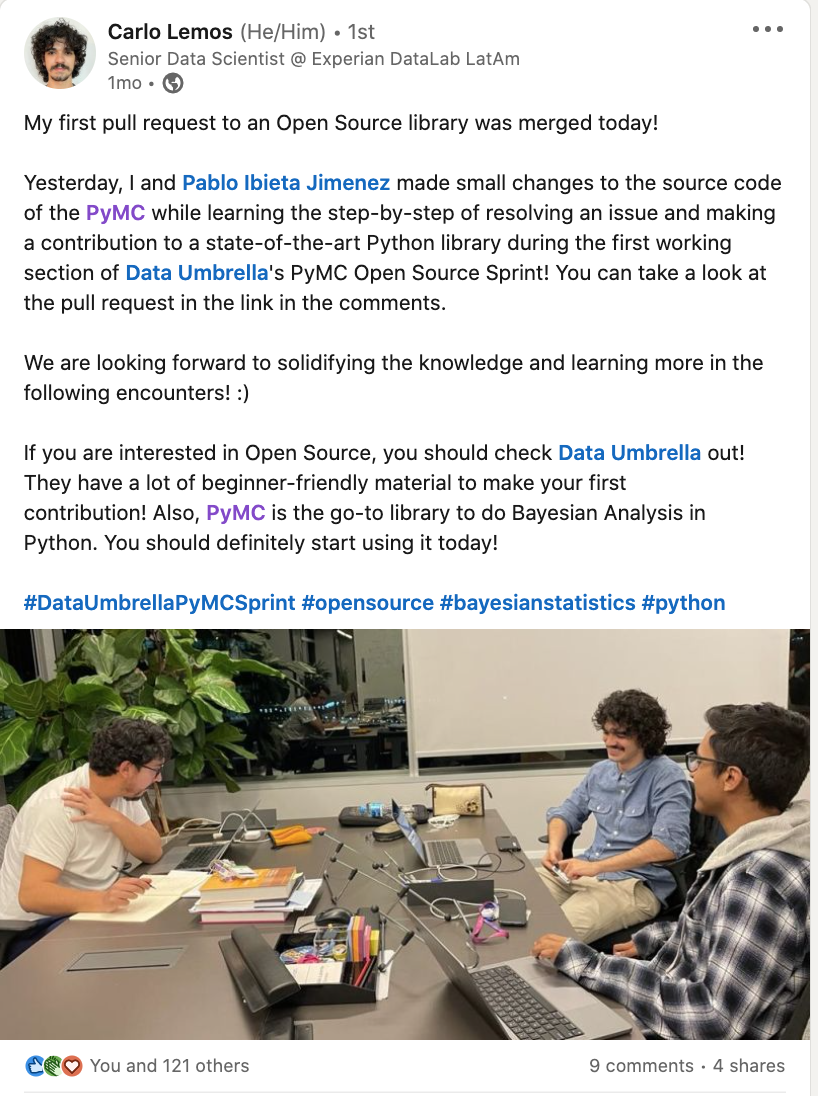 Carlo Lemos (He/Him) • 1st
Senior Data Scientist @ Experian DataLab LatAm
1mo •
My first pull request to an Open Source library was merged today!
Yesterday, I and Pablo Ibieta Jimenez made small changes to the source code
of the PyMC while learning the step-by-step of resolving an issue and making
a contribution to a state-of-the-art Python library during the first working
section of Data Umbrella's PyMC Open Source Sprint! You can take a look at
the pull request in the link in the comments.
We are looking forward to solidifying the knowledge and learning more in the
following encounters! :)
If you are interested in Open Source, you should check Data Umbrella out!
They have a lot of beginner-friendly material to make your first
contribution! Also, PyMC is the go-to library to do Bayesian Analysis in
Python. You should definitely start using it today!
#DataUmbrellaPyMCSprint #opensource #bayesianstatistics #python
You and 121 others
9 comments • 4 shares